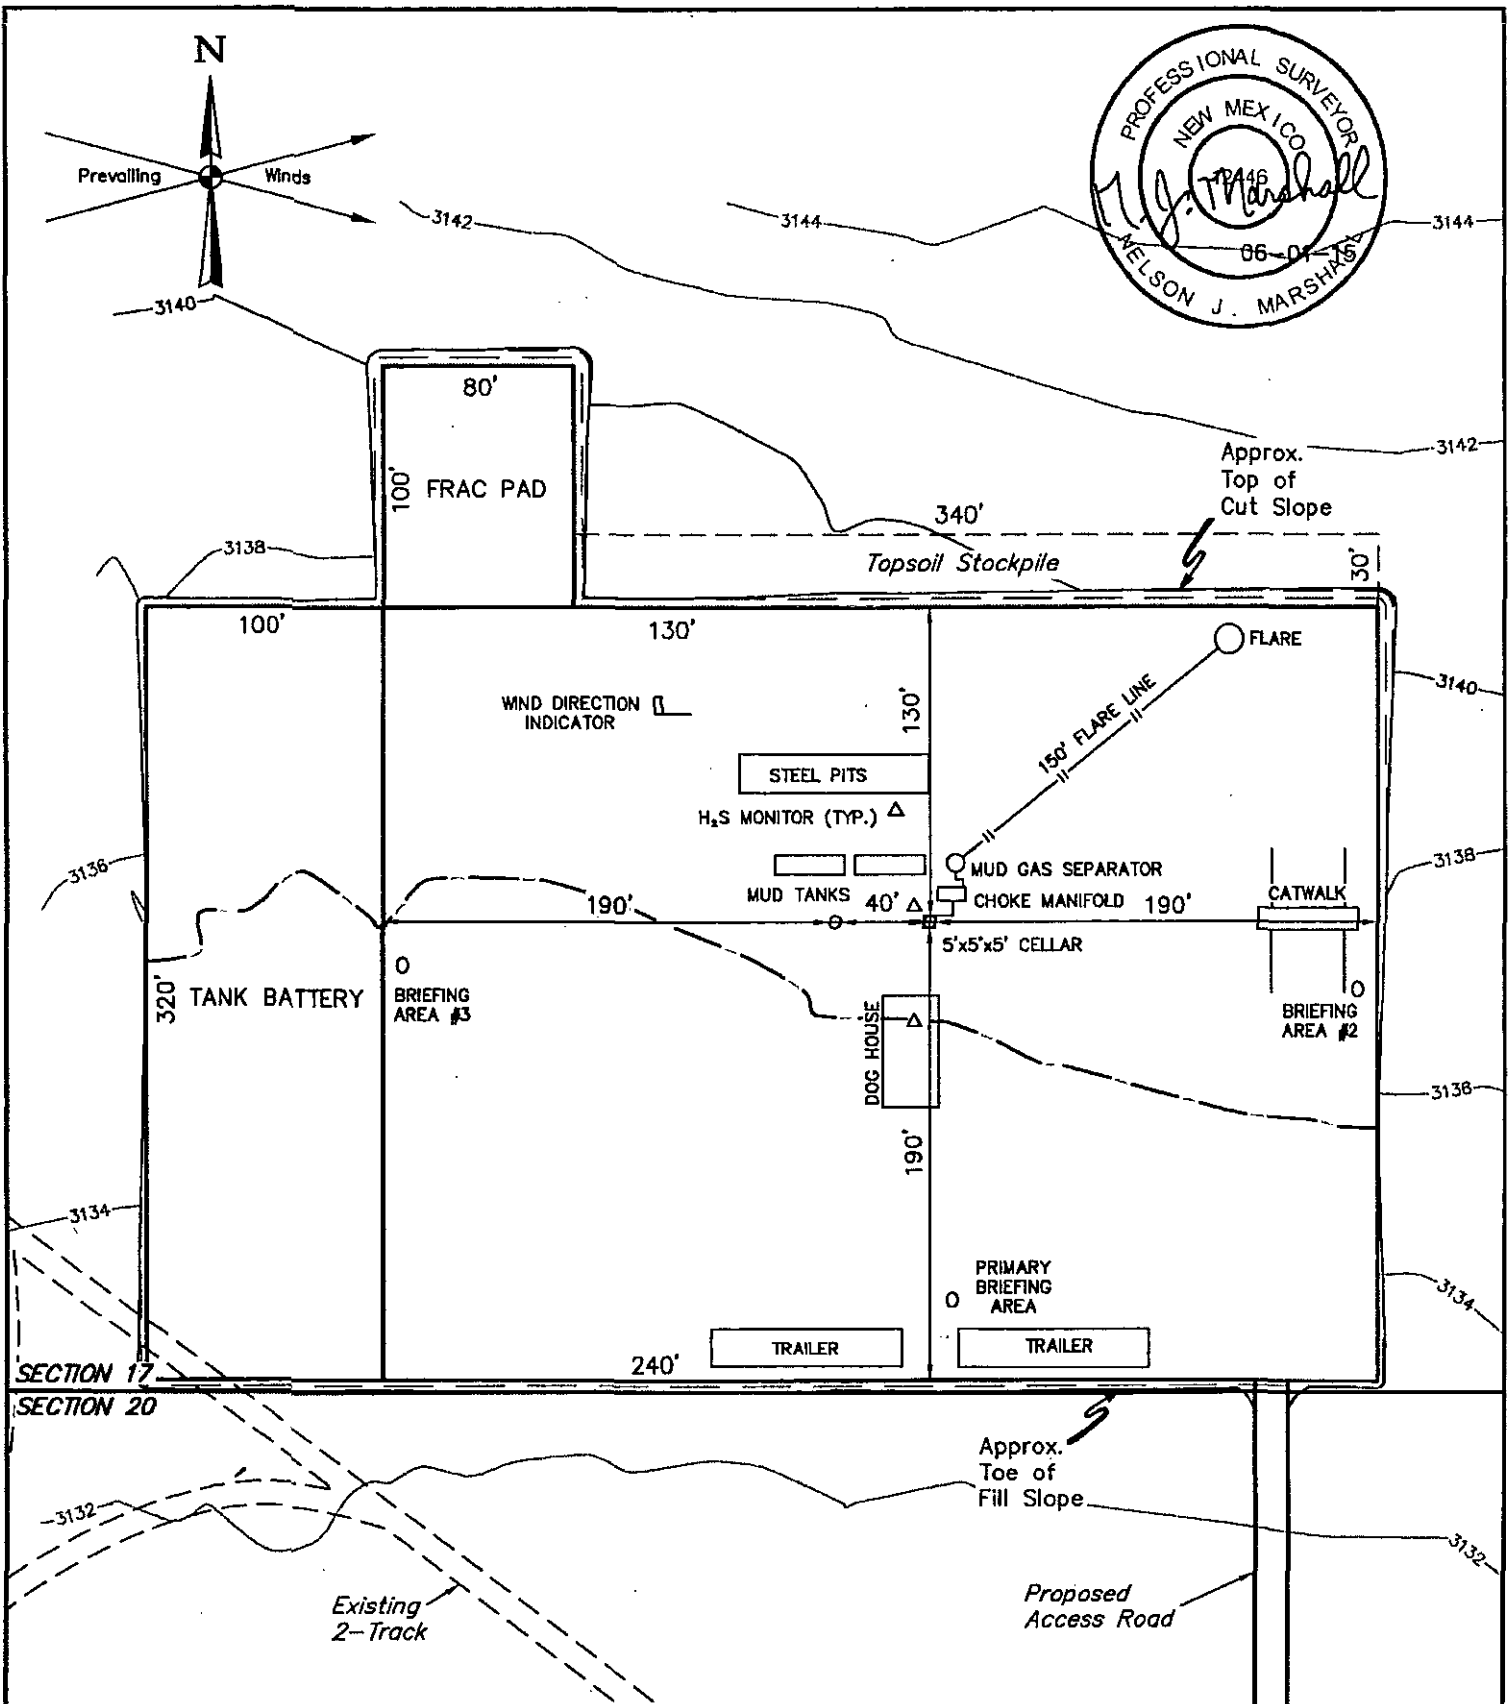 N
Prevailing Winds
PROFESSIONAL SURVEYOR
NEW MEXICO
12446
N.J. Marshall
06-01-15
NELSON J. MARSHALL
3142
3144
3144
3140
80'
100'
FRAC PAD
3142
Approx.
Top of
Cut Slope
340'
3138
Topsoil Stockpile
30'
100'
130'
FLARE
3140
WIND DIRECTION
INDICATOR
130'
150' FLARE LINE
STEEL PITS
H₂S MONITOR (TYP.)
3136
MUD GAS SEPARATOR
3138
MUD TANKS
CHOKE MANIFOLD
CATWALK
190'
40'
190'
5'x5'x5' CELLAR
320'
TANK BATTERY
BRIEFING
AREA #3
DOG HOUSE
BRIEFING
AREA #2
3136
190'
3134
PRIMARY
BRIEFING
AREA
3134
TRAILER
TRAILER
240'
SECTION 17
SECTION 20
Approx.
Toe of
Fill Slope
3132
3132
Existing
2-Track
Proposed
Access Road